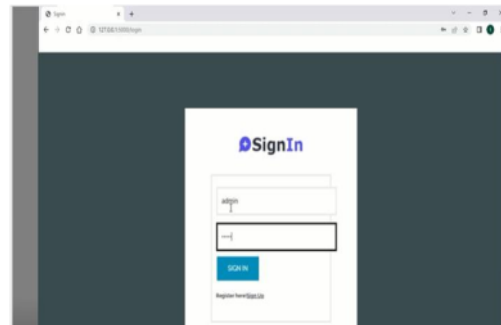 SignIn
127.0.0.1:5000/login
SignIn
admin
SIGN IN
Register here!Sign Up